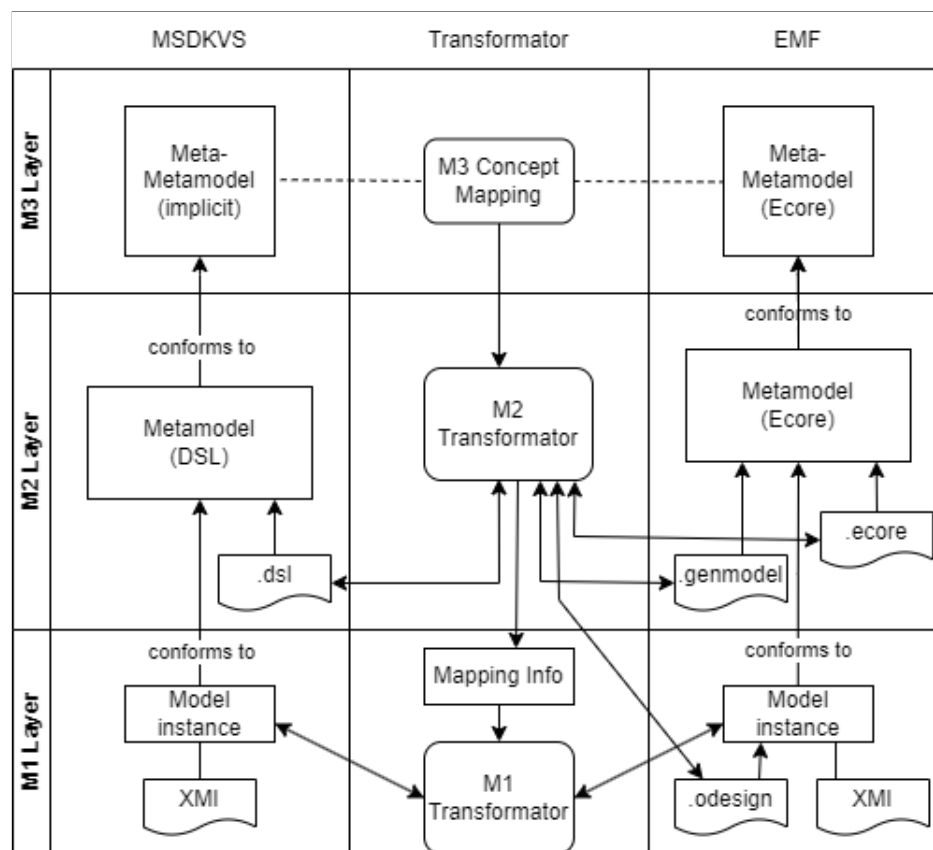 MSDKVS
Transformator
EMF
M3 Layer
Meta-
Metamodel
(implicit)
M3 Concept
Mapping
Meta-
Metamodel
(Ecore)
M2 Layer
conforms to
conforms to
Metamodel
(DSL)
M2
Transformator
Metamodel
(Ecore)
.dsl
.genmodel
.ecore
M1 Layer
conforms to
conforms to
Model
instance
Mapping Info
Model
instance
XMI
M1
Transformator
.odesign
XMI